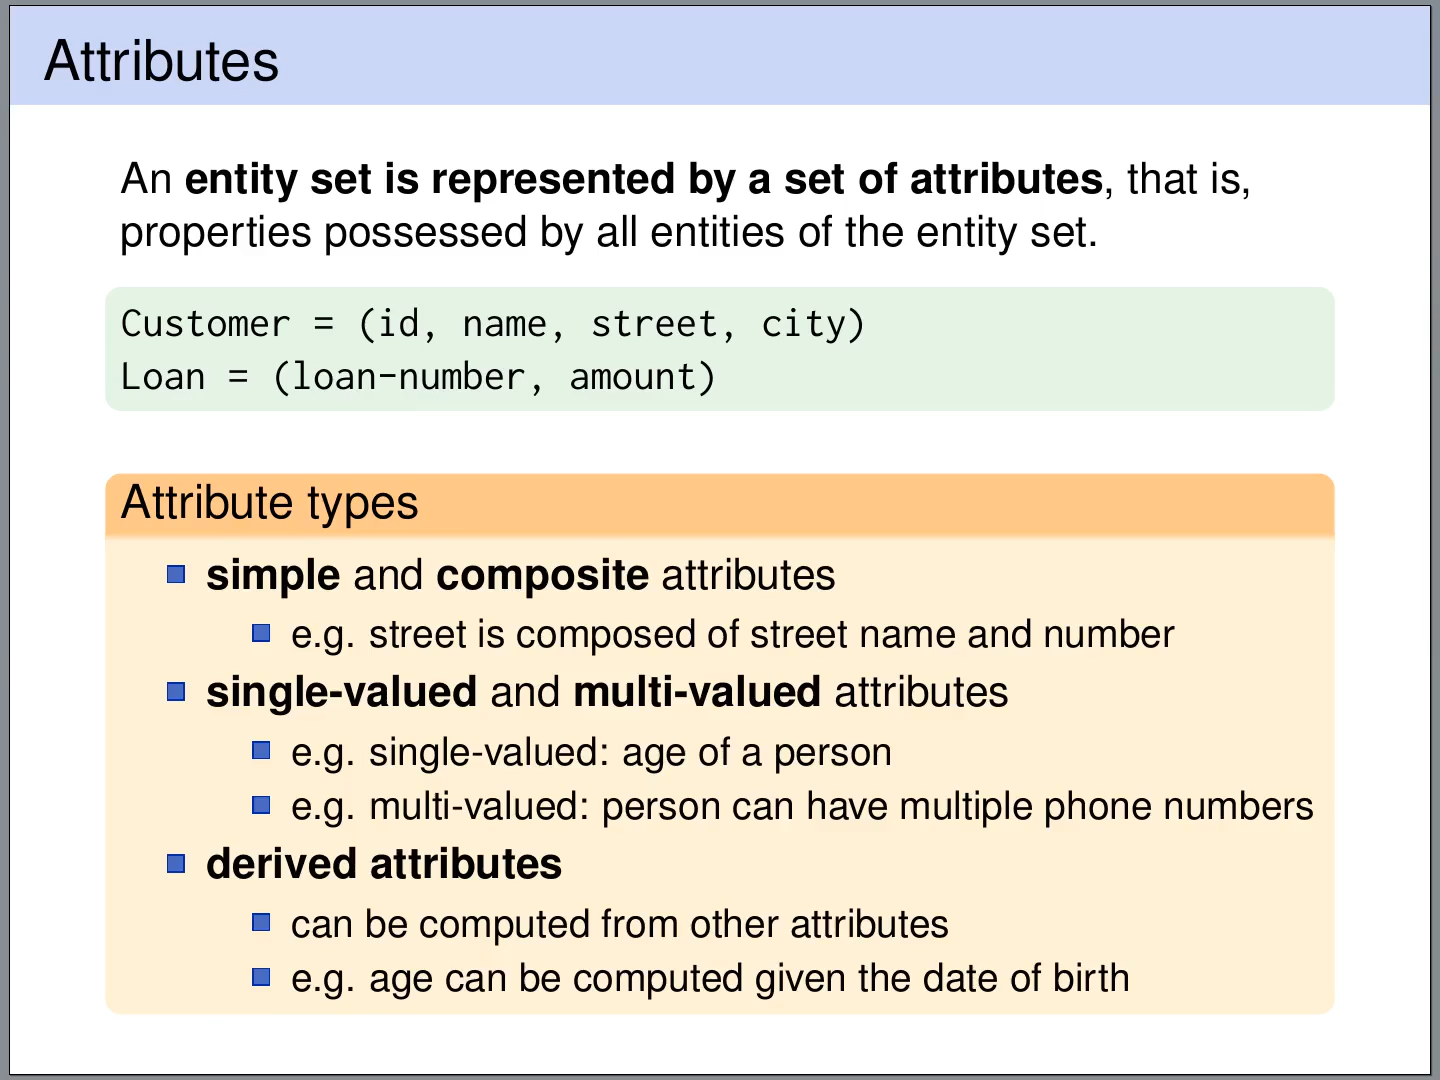 Attributes
An entity set is represented by a set of attributes, that is,
properties possessed by all entities of the entity set.
Customer = (id, name, street, city)
Loan = (loan-number, amount)
Attribute types
simple and composite attributes
e.g. street is composed of street name and number
single-valued and multi-valued attributes
e.g. single-valued: age of a person
e.g. multi-valued: person can have multiple phone numbers
derived attributes
can be computed from other attributes
e.g. age can be computed given the date of birth